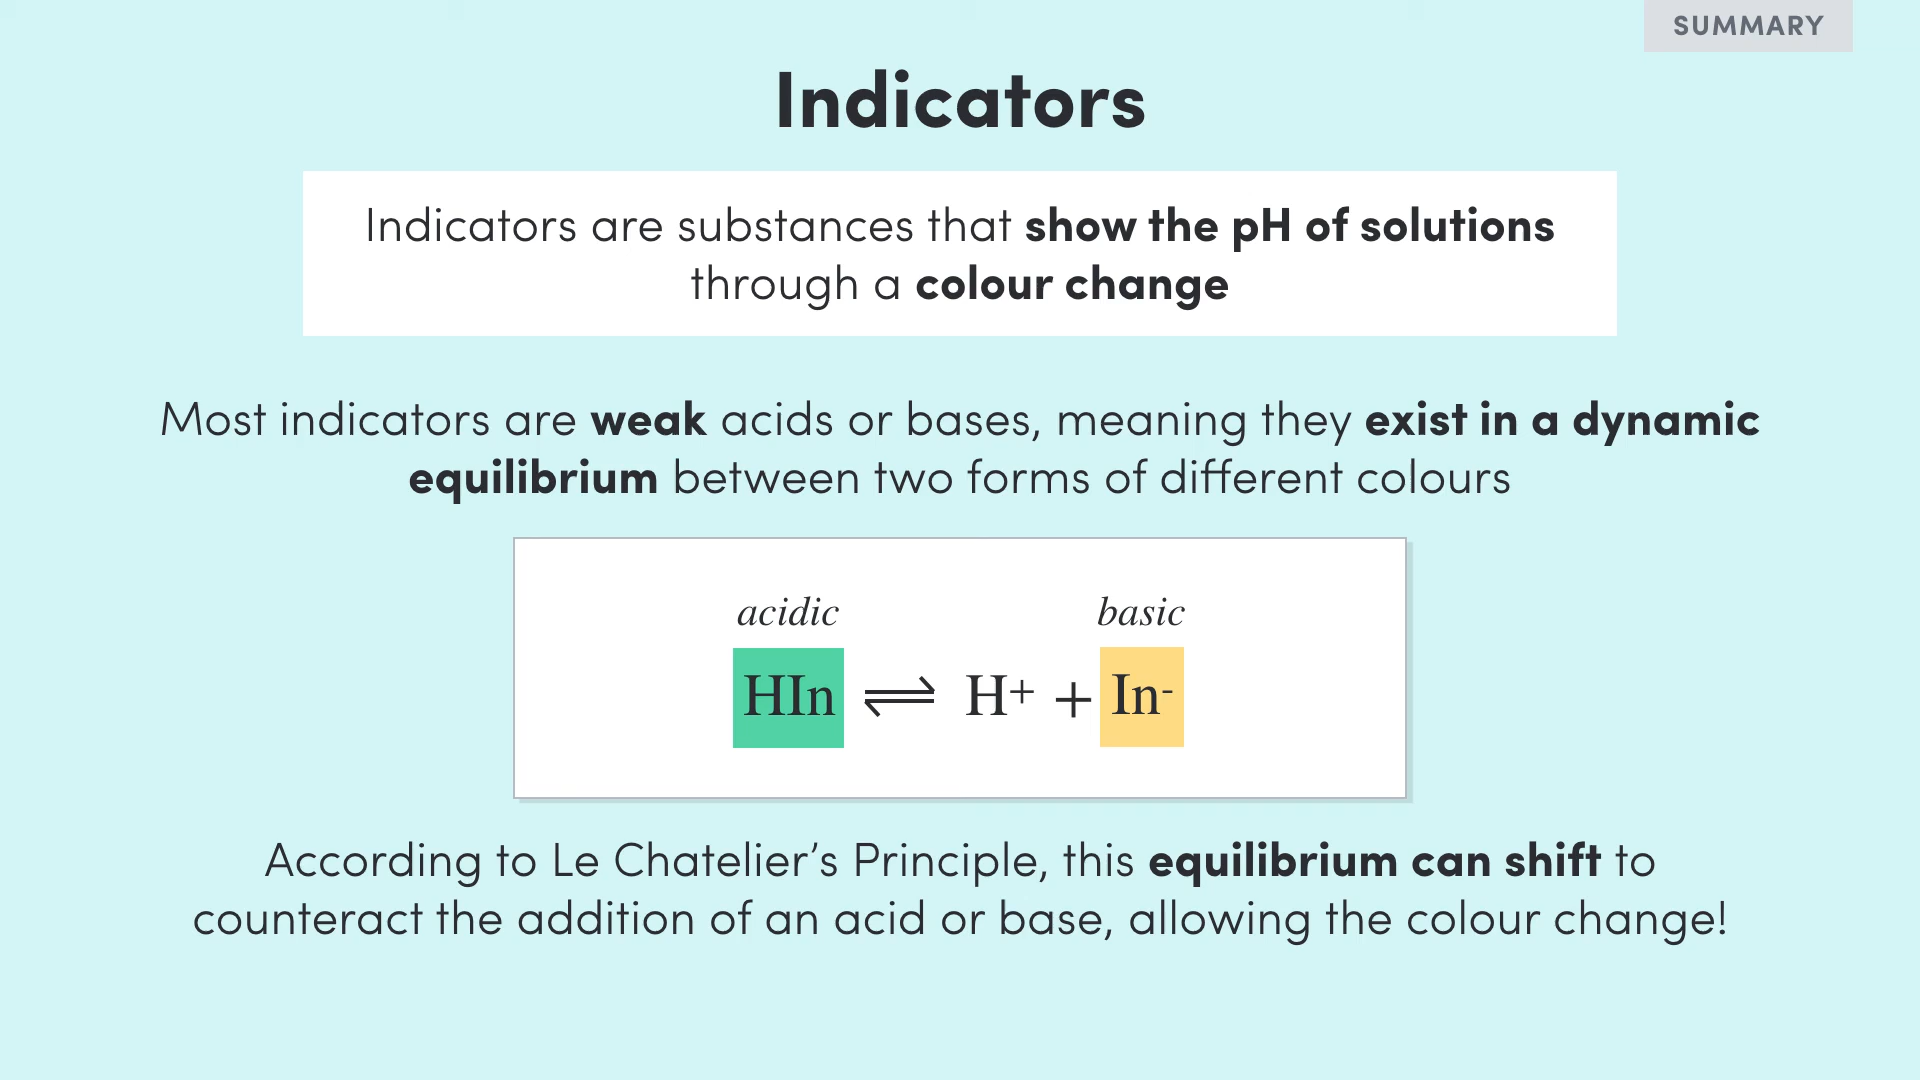 SUMMARY
Indicators
Indicators are substances that show the pH of solutions
through a colour change
Most indicators are weak acids or bases, meaning they exist in a dynamic
equilibrium between two forms of different colours
acidic basic
HIn ⇌ H⁺ + In⁻
According to Le Chatelier’s Principle, this equilibrium can shift to
counteract the addition of an acid or base, allowing the colour change!